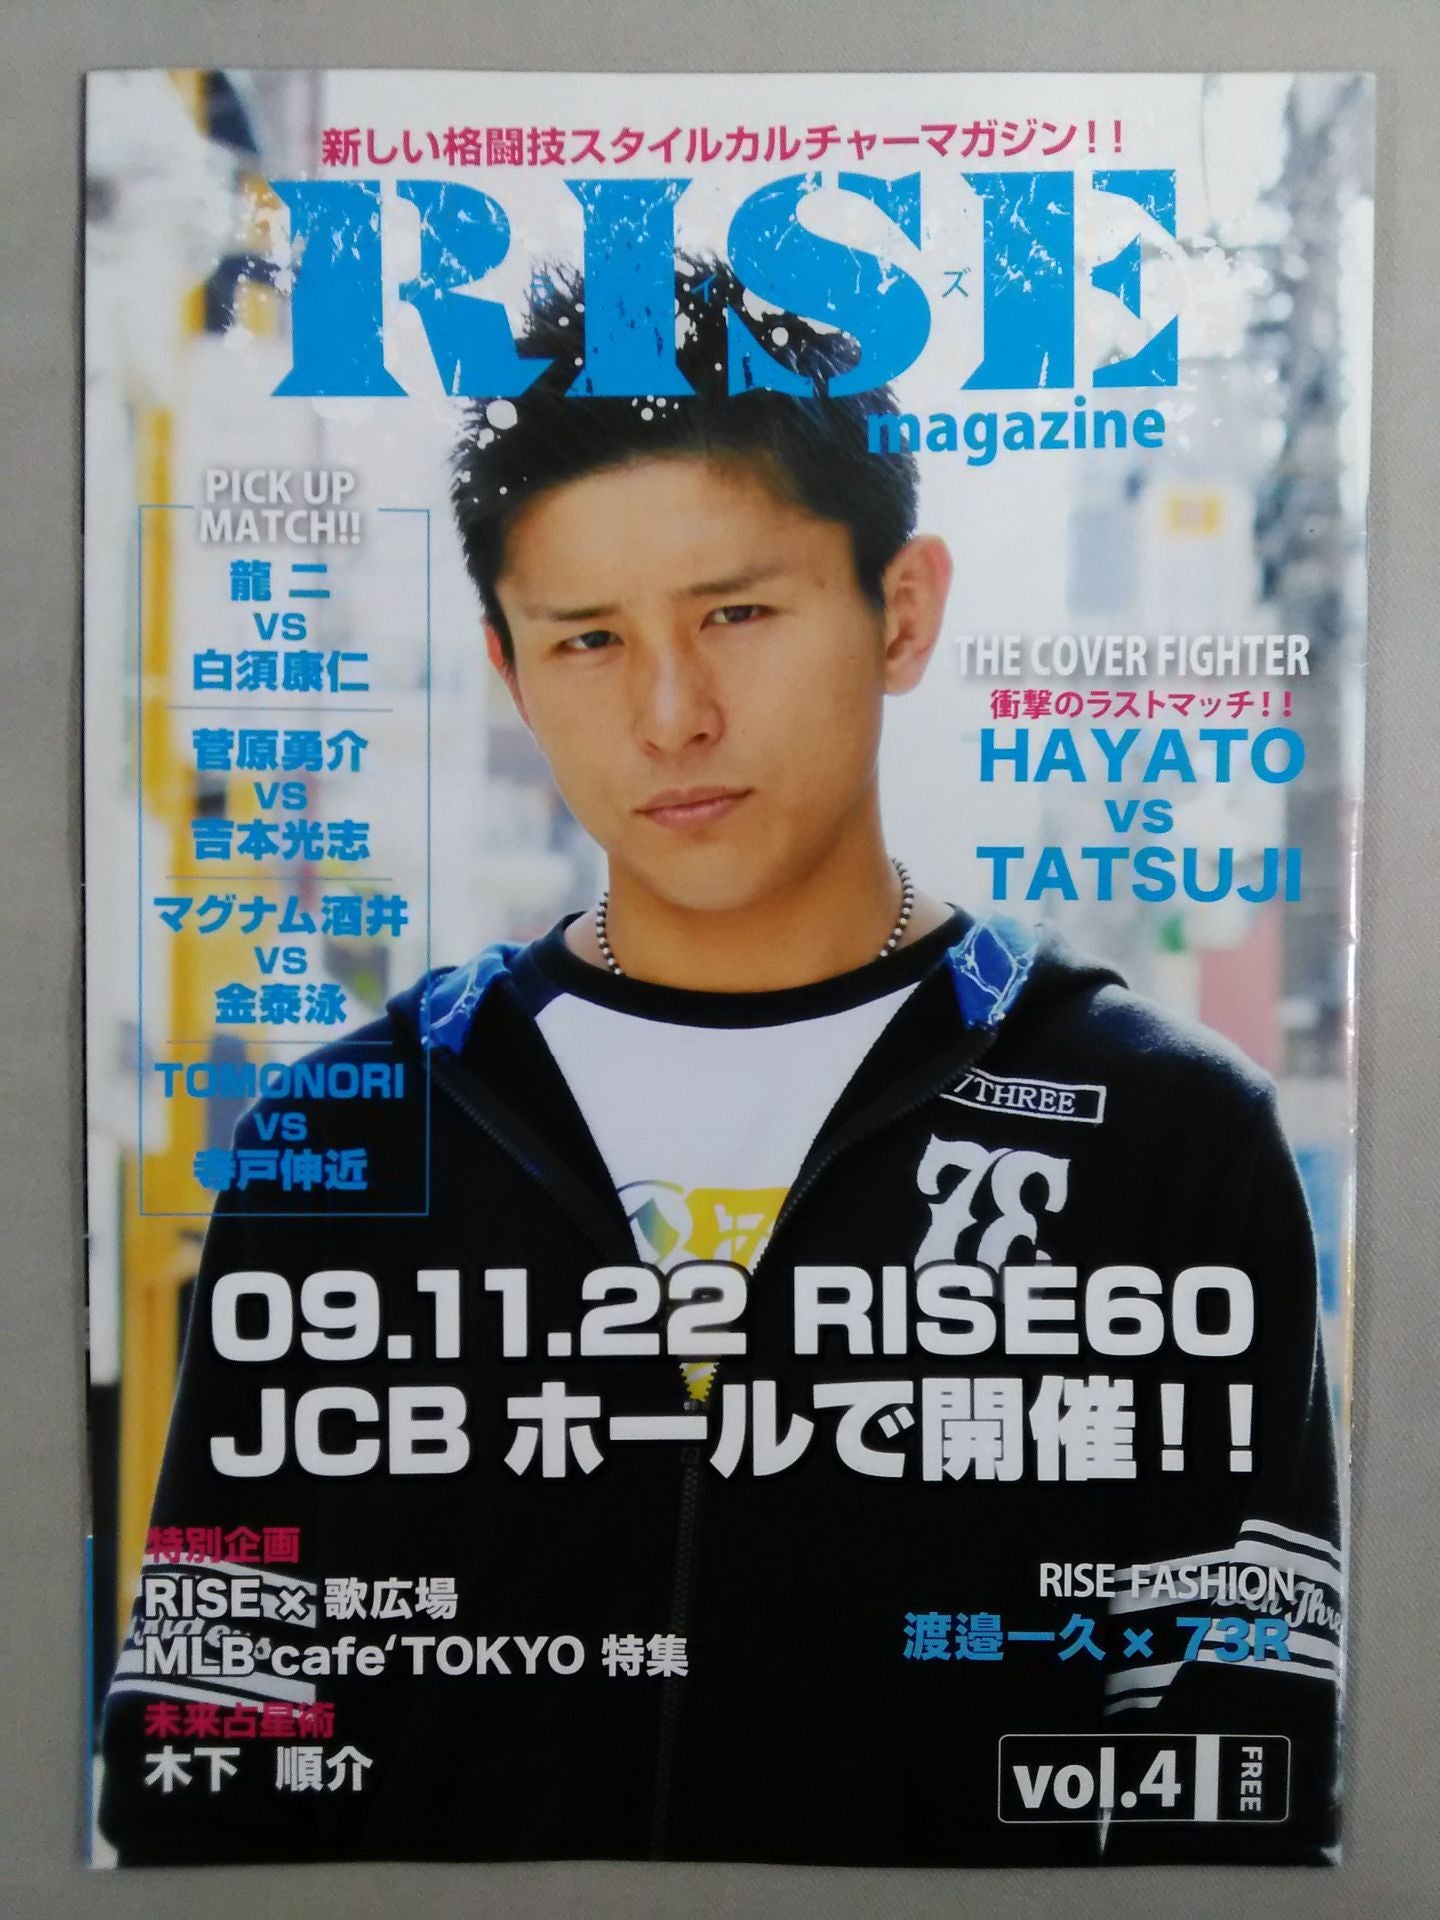 新しい格闘技スタイルカルチャーマガジン!!
RISE
イズ
magazine
PICK UP
MATCH!!
龍二
VS
白須康仁
菅原勇介
VS
吉本光志
マグナム酒井
VS
金泰泳
TOMONORI
VS
寺戸伸近
THE COVER FIGHTER
衝撃のラストマッチ!!
HAYATO
VS
TATSUJI
7THREE
73
09.11.22 RISE60
JCB ホールで開催!!
特別企画
RISE × 歌広場
MLB cafe‘TOKYO 特集
未来占星術
木下 順介
RISE FASHION
渡邉一久 × 73R
vol.4
FREE